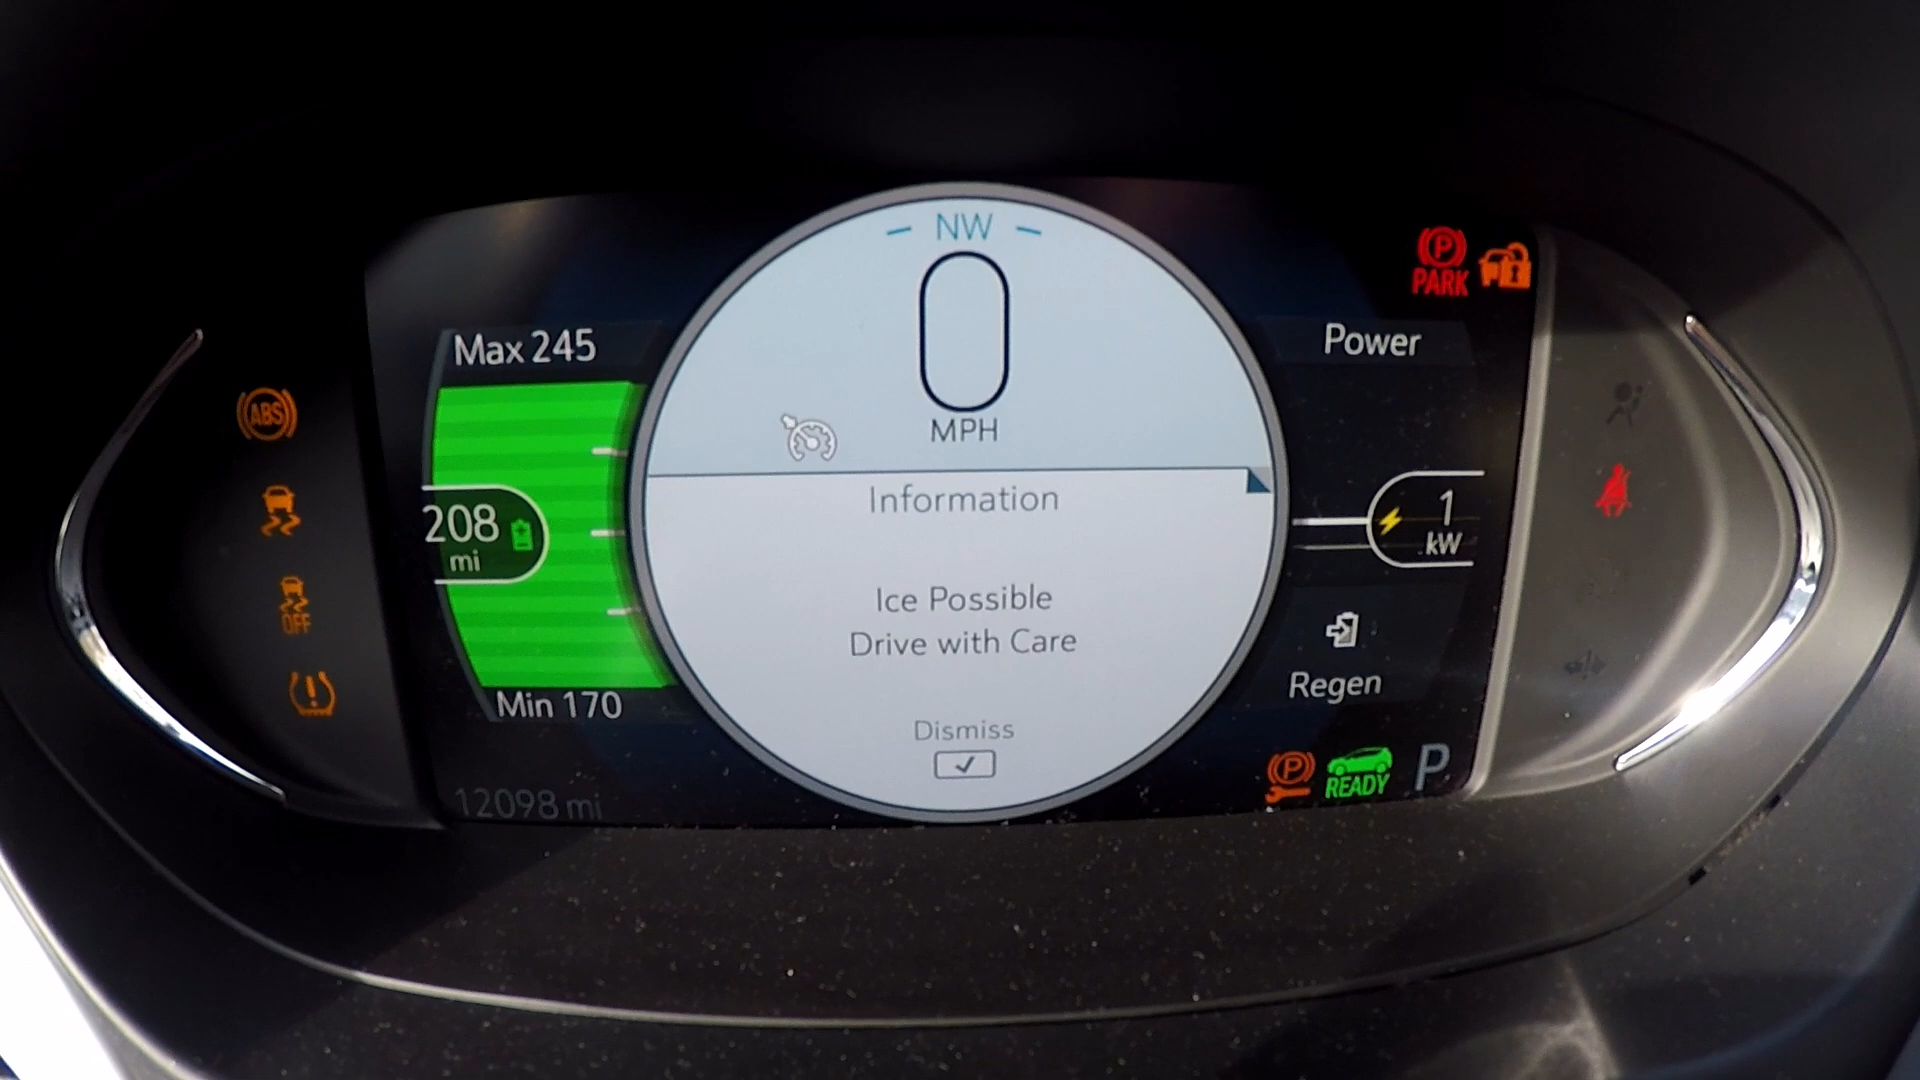 NW
0
MPH
PARK
Max 245
Power
ABS
208
mi
1
kW
Information
Ice Possible
Drive with Care
OFF
Min 170
Regen
Dismiss
12098 mi
READY
P